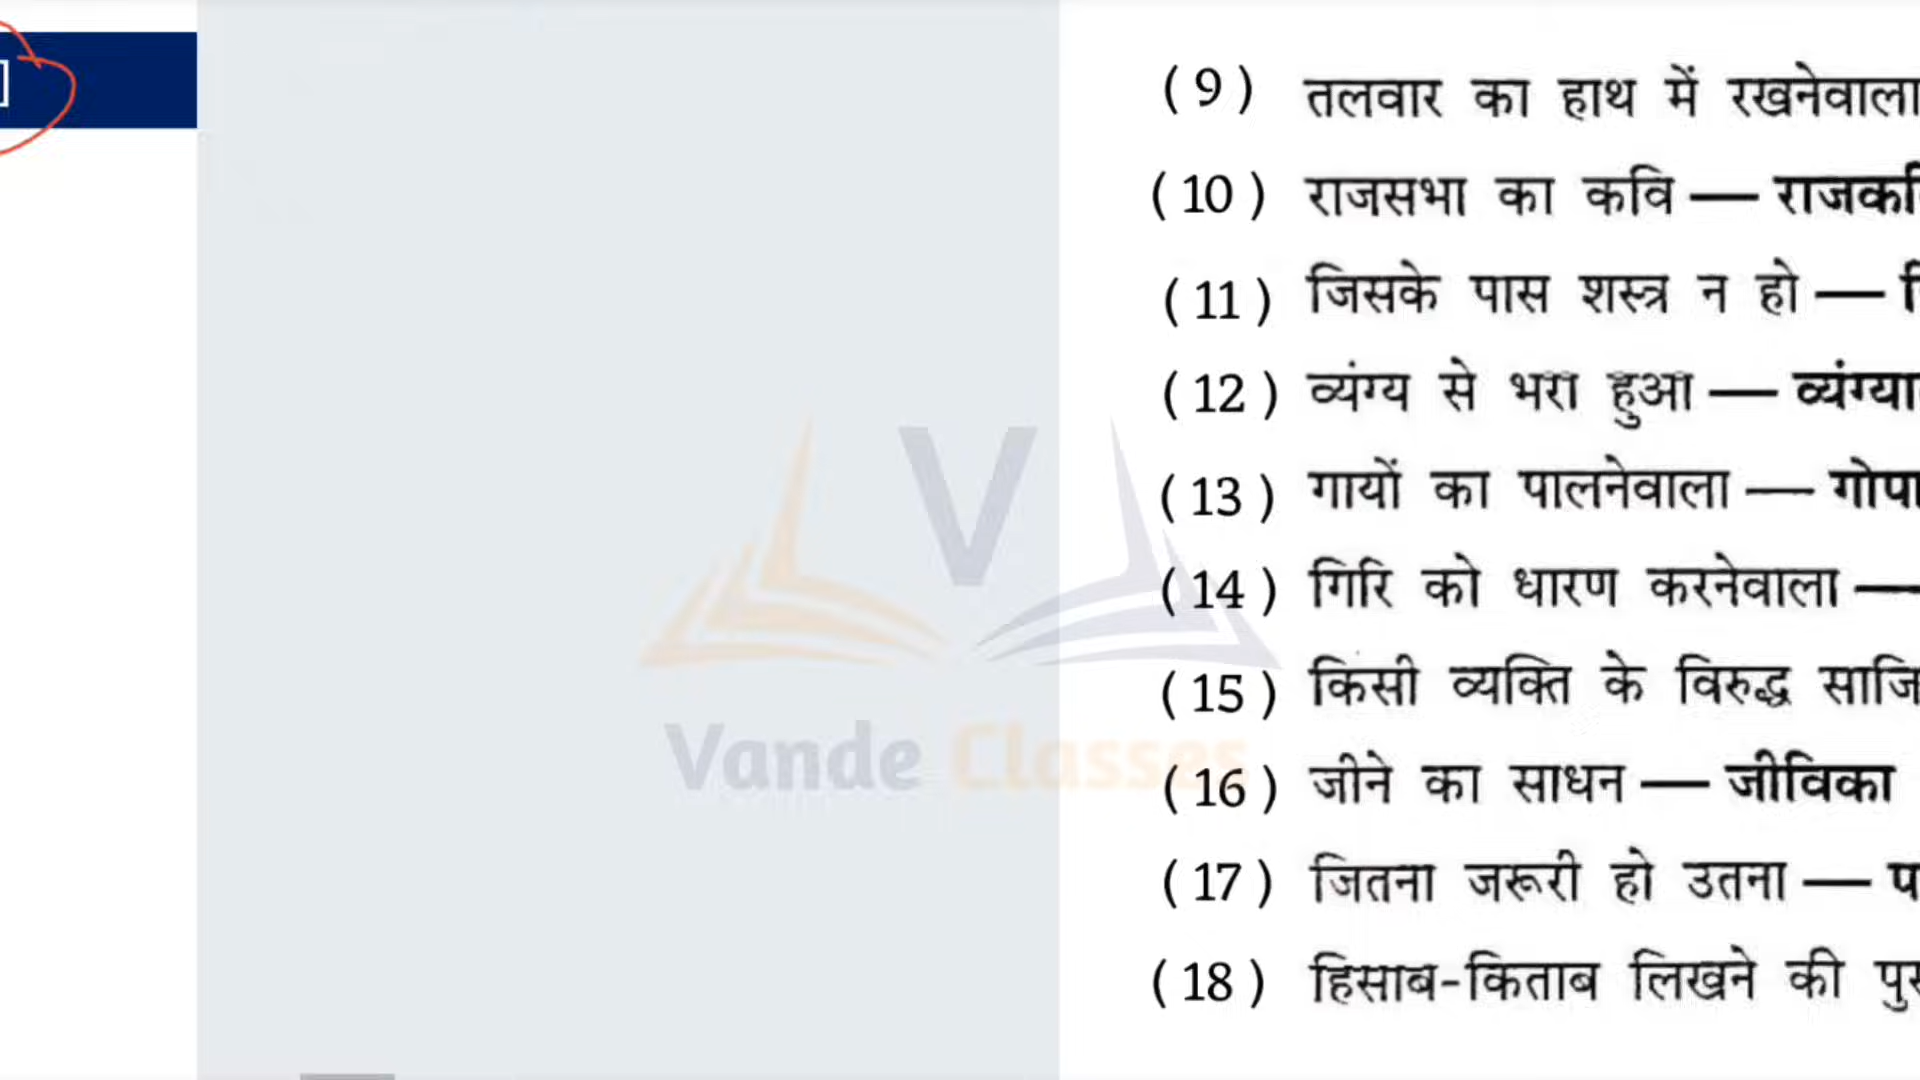 (9) तलवार का हाथ में रखनेवाला
(10) राजसभा का कवि —
(11) जिसके पास शस्त्र न हो —
(12) व्यंग्य से भरा हुआ —
(13) गायों का पालनेवाला —
(14) गिरि को धारण करनेवाला —
(15) किसी व्यक्ति के विरुद्ध
(16) जीने का साधन — जीविका
(17) जितना जरूरी हो उतना —
(18) हिसाब-किताब लिखने की
V
Vande Classes